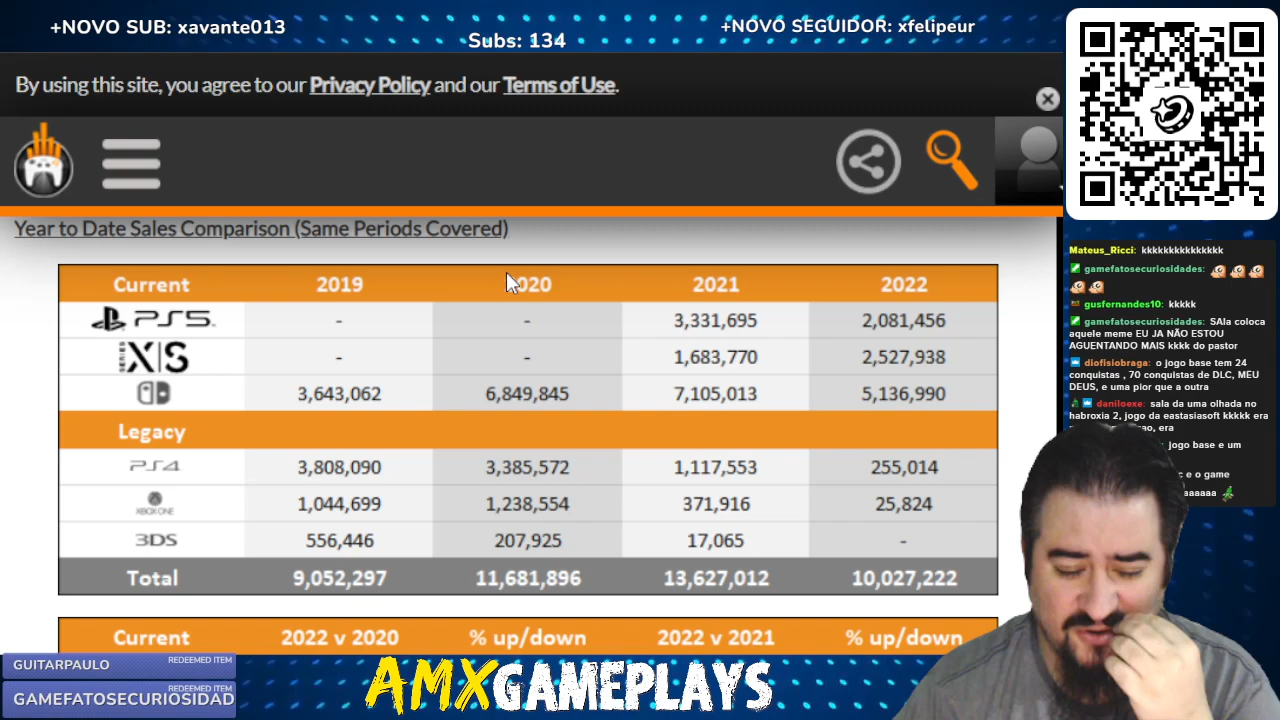 +NOVO SUB: xavante013
Subs: 134
+NOVO SEGUIDOR: xfelipeur
By using this site, you agree to our Privacy Policy and our Terms of Use.
Year to Date Sales Comparison (Same Periods Covered)
Current 2019 2020 2021 2022
PS5 - - 3,331,695 2,081,456
SERIES X|S - - 1,683,770 2,527,938
3,643,062 6,849,845 7,105,013 5,136,990
Legacy
PS4 3,808,090 3,385,572 1,117,553 255,014
XBOX ONE 1,044,699 1,238,554 371,916 25,824
3DS 556,446 207,925 17,065 -
Total 9,052,297 11,681,896 13,627,012 10,027,222
Current 2022 v 2020 % up/down 2022 v 2021 % up/down
Mateus_Ricci: kkkkkkkkkkkkkkk
gamefatosecuriosidades:
gusfernandes10: kkkkk
gamefatosecuriosidades: SAla coloca
aquele meme EU JA NÃO ESTOU
AGUENTANDO MAIS kkkk do pastor
diofisiobraga: o jogo base tem 24
conquistas , 70 conquistas de DLC, MEU
DEUS, e uma pior que a outra
daniloexe: sala da uma olhada no
habroxia 2, jogo da eastasiasoft kkkkk era
era
jogo base e um
c e o game
aaaaaa
GUITARPAULO REDEEMED ITEM
GAMEFATOSECURIOSIDAD REDEEMED ITEM
AMXGAMEPLAYS